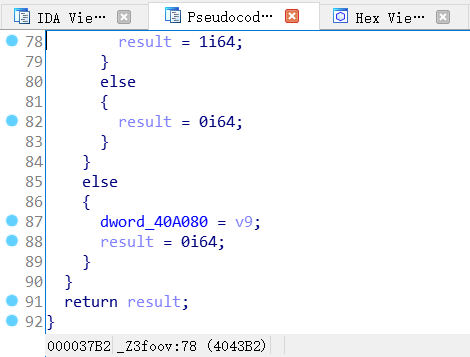 IDA Vie… Pseudocod… Hex Vie…
78 result = 1i64;
79 }
80 else
81 {
82 result = 0i64;
83 }
84 }
85 else
86 {
87 dword_40A080 = v9;
88 result = 0i64;
89 }
90 }
91 return result;
92 }
000037B2 _Z3foov:78 (4043B2)